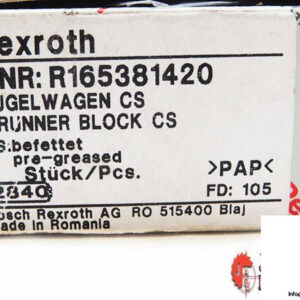 exroth
NR: R165381420
UGELWAGEN CS
RUNNER BLOCK CS
S.befettet
pre-greased
Stück/Pcs. >PAP<
2840 FD: 105
osch Rexroth AG RO 515400 Blaj
ade in Romania